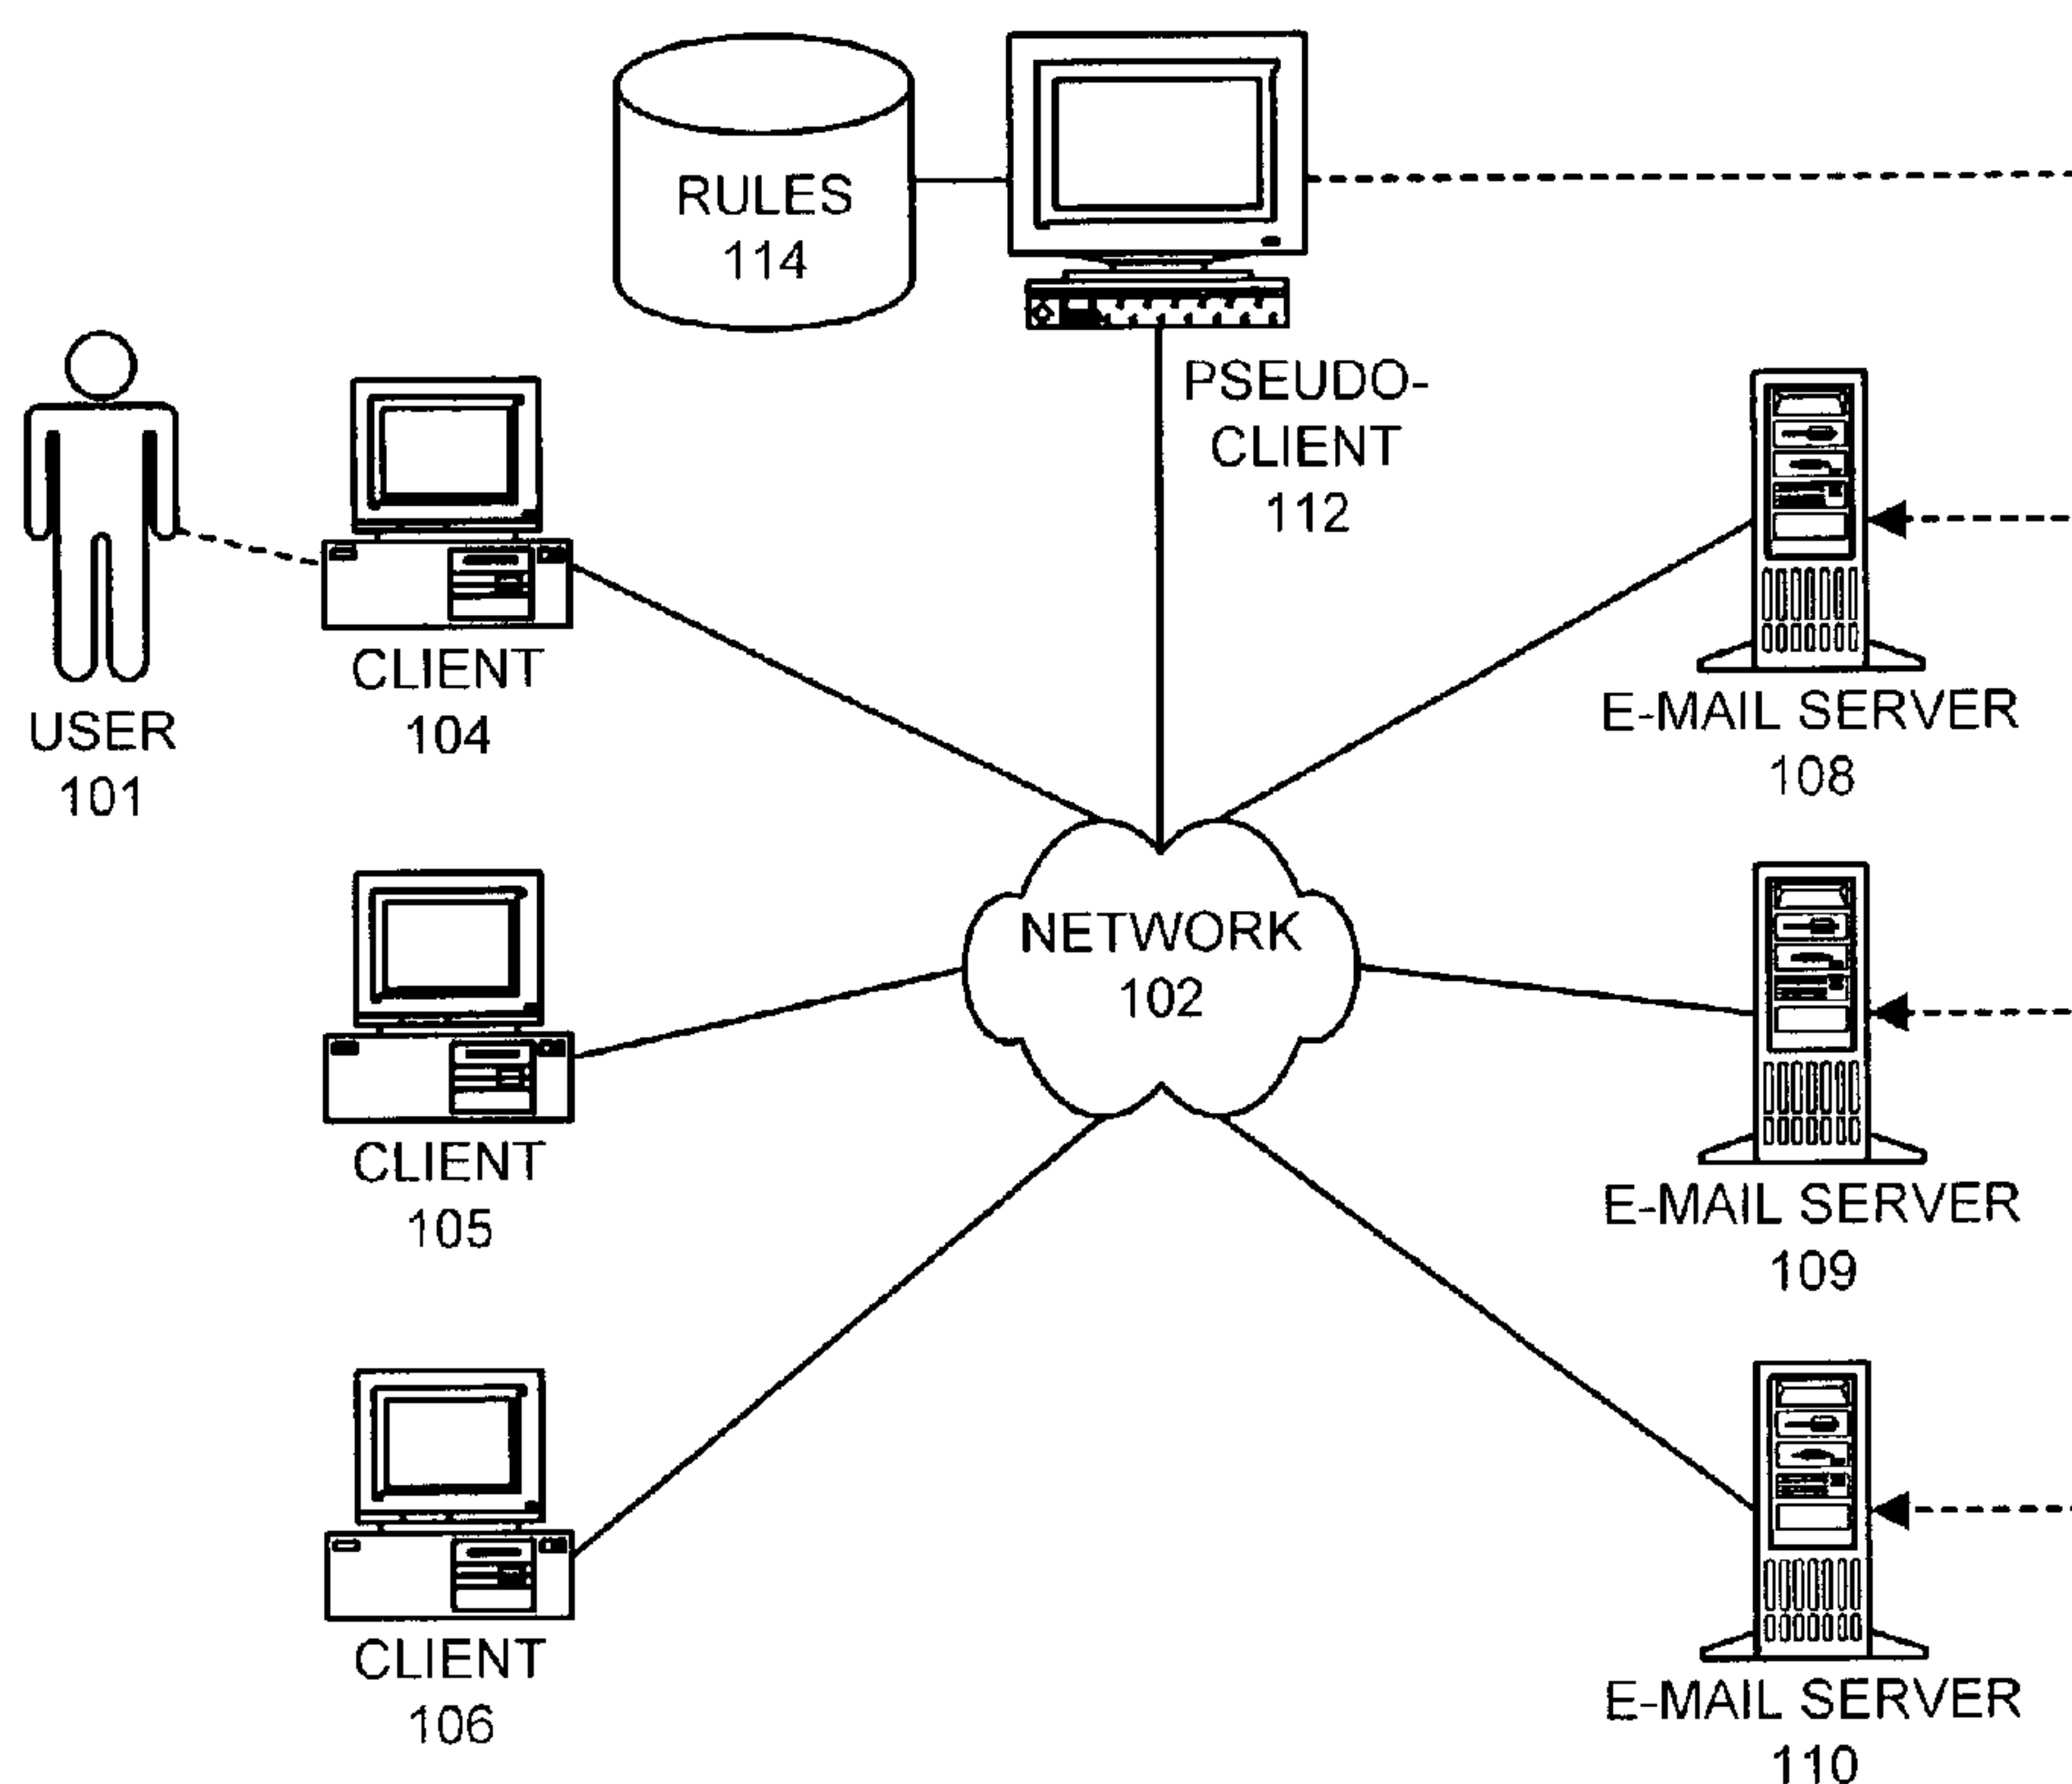 RULES
114
PSEUDO-
CLIENT
112
USER
101
CLIENT
104
E-MAIL SERVER
108
NETWORK
102
CLIENT
105
E-MAIL SERVER
109
CLIENT
106
E-MAIL SERVER
110